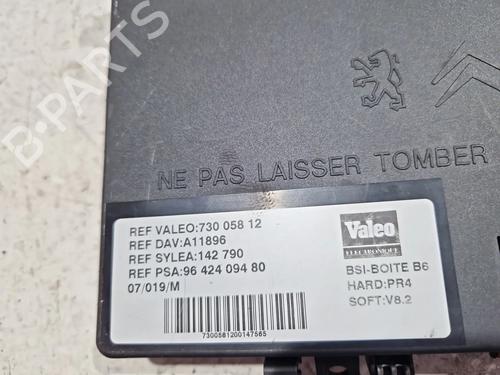 B-PARTS
NE PAS LAISSER TOMBER
REF VALEO:730 058 12
REF DAV:A11896
REF SYLEA:142 790
REF PSA:96 424 094 80
07/019/M
7300581200147565
Valeo
ELECTRONIQUE
BSI-BOITE B6
HARD:PR4
SOFT:V8.2